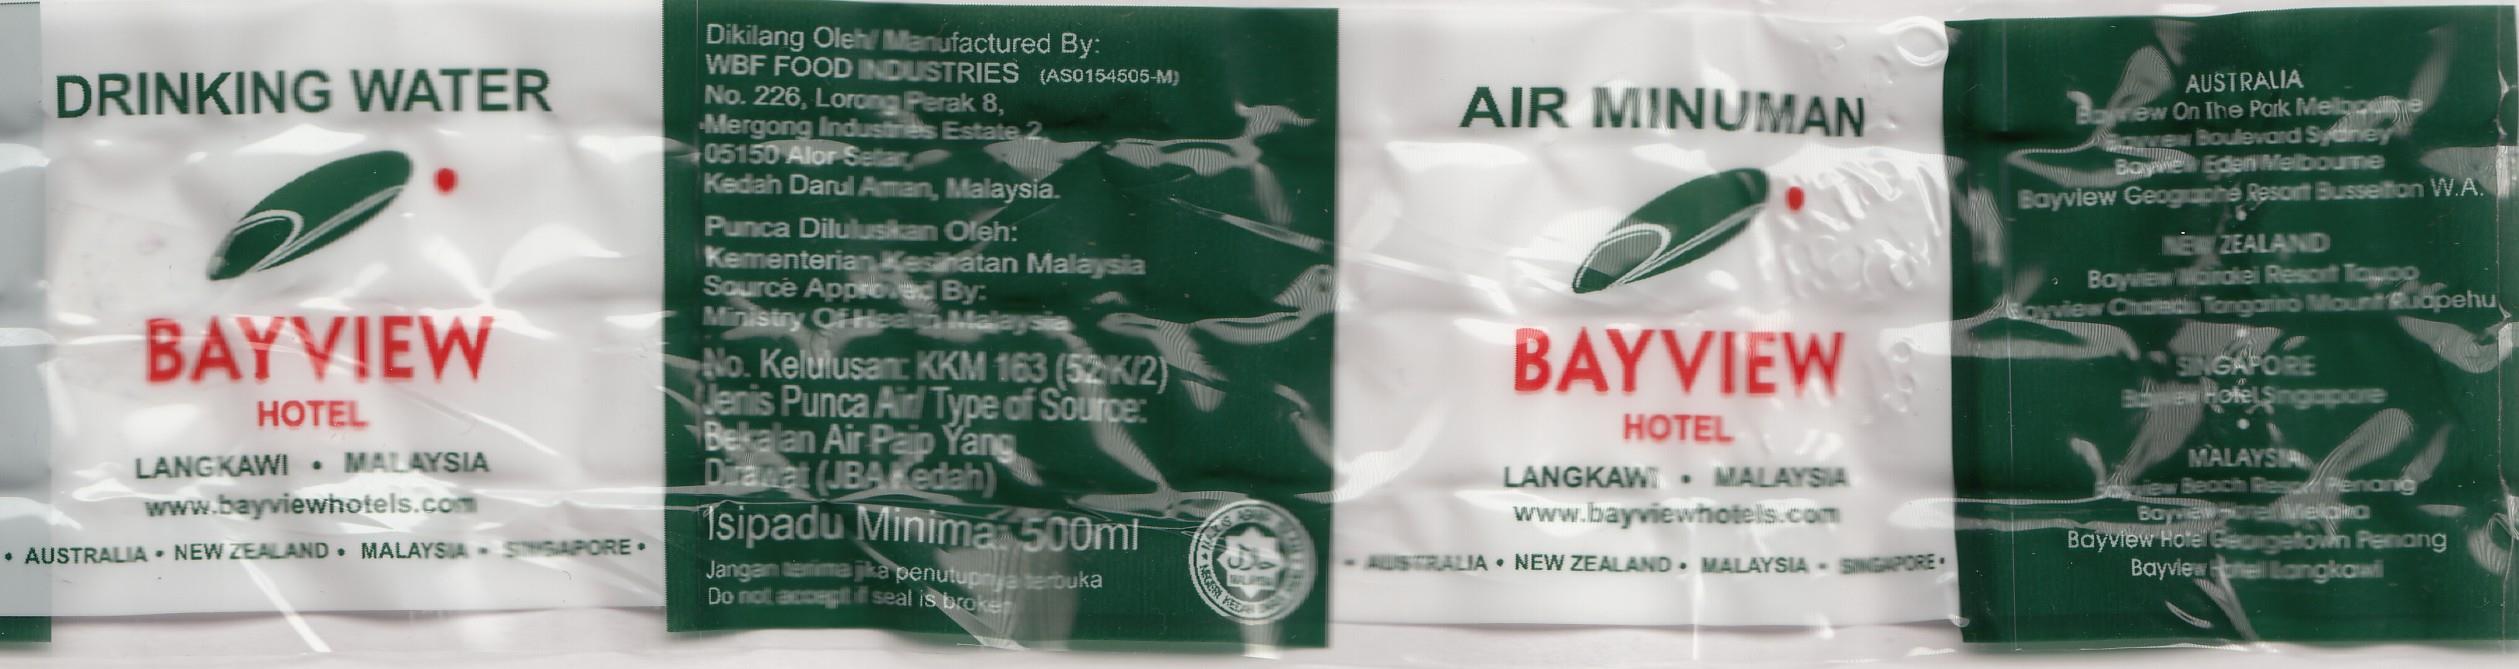 DRINKING WATER
BAYVIEW
HOTEL
LANGKAWI • MALAYSIA
www.bayviewhotels.com
• AUSTRALIA • NEW ZEALAND • MALAYSIA • SINGAPORE •
Dikilang Oleh/ Manufactured By:
WBF FOOD INDUSTRIES (AS0154505-M)
No. 226, Lorong Perak 8,
Mergong Industries Estate 2,
05150 Alor Setar,
Kedah Darul Aman, Malaysia.
Punca Diluluskan Oleh:
Kementerian Kesihatan Malaysia
Source Approved By:
Ministry Of Health Malaysia
No. Kelulusan: KKM 163 (52/K/2)
Jenis Punca Air/ Type of Source:
Bekalan Air Paip Yang
Dirawat (JBA Kedah)
Isipadu Minima: 500ml
Jangan terima jika penutupnya terbuka
Do not accept if seal is broken
MALAYSIA
NEGERI KEDAH
AIR MINUMAN
BAYVIEW
HOTEL
LANGKAWI • MALAYSIA
www.bayviewhotels.com
• AUSTRALIA • NEW ZEALAND • MALAYSIA • SINGAPORE •
AUSTRALIA
Bayview On The Park Melbourne
Bayview Boulevard Sydney
Bayview Eden Melbourne
Bayview Geographe Resort Busselton W.A.
NEW ZEALAND
Bayview Wairakei Resort Taupo
Bayview Chateau Tongariro Mount Ruapehu
SINGAPORE
Bayview Hotel Singapore
MALAYSIA
Bayview Beach Resort Penang
Bayview Hotel Melaka
Bayview Hotel Georgetown Penang
Bayview Hotel Langkawi